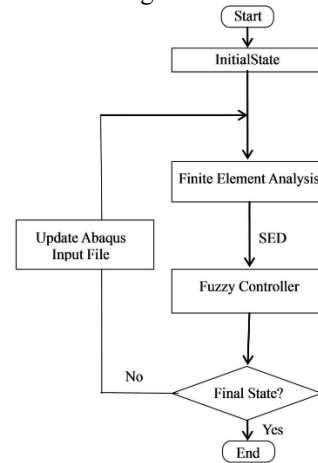 Start
InitialState
Finite Element Analysis
SED
Update Abaqus
Input File
Fuzzy Controller
No
Final State?
Yes
End